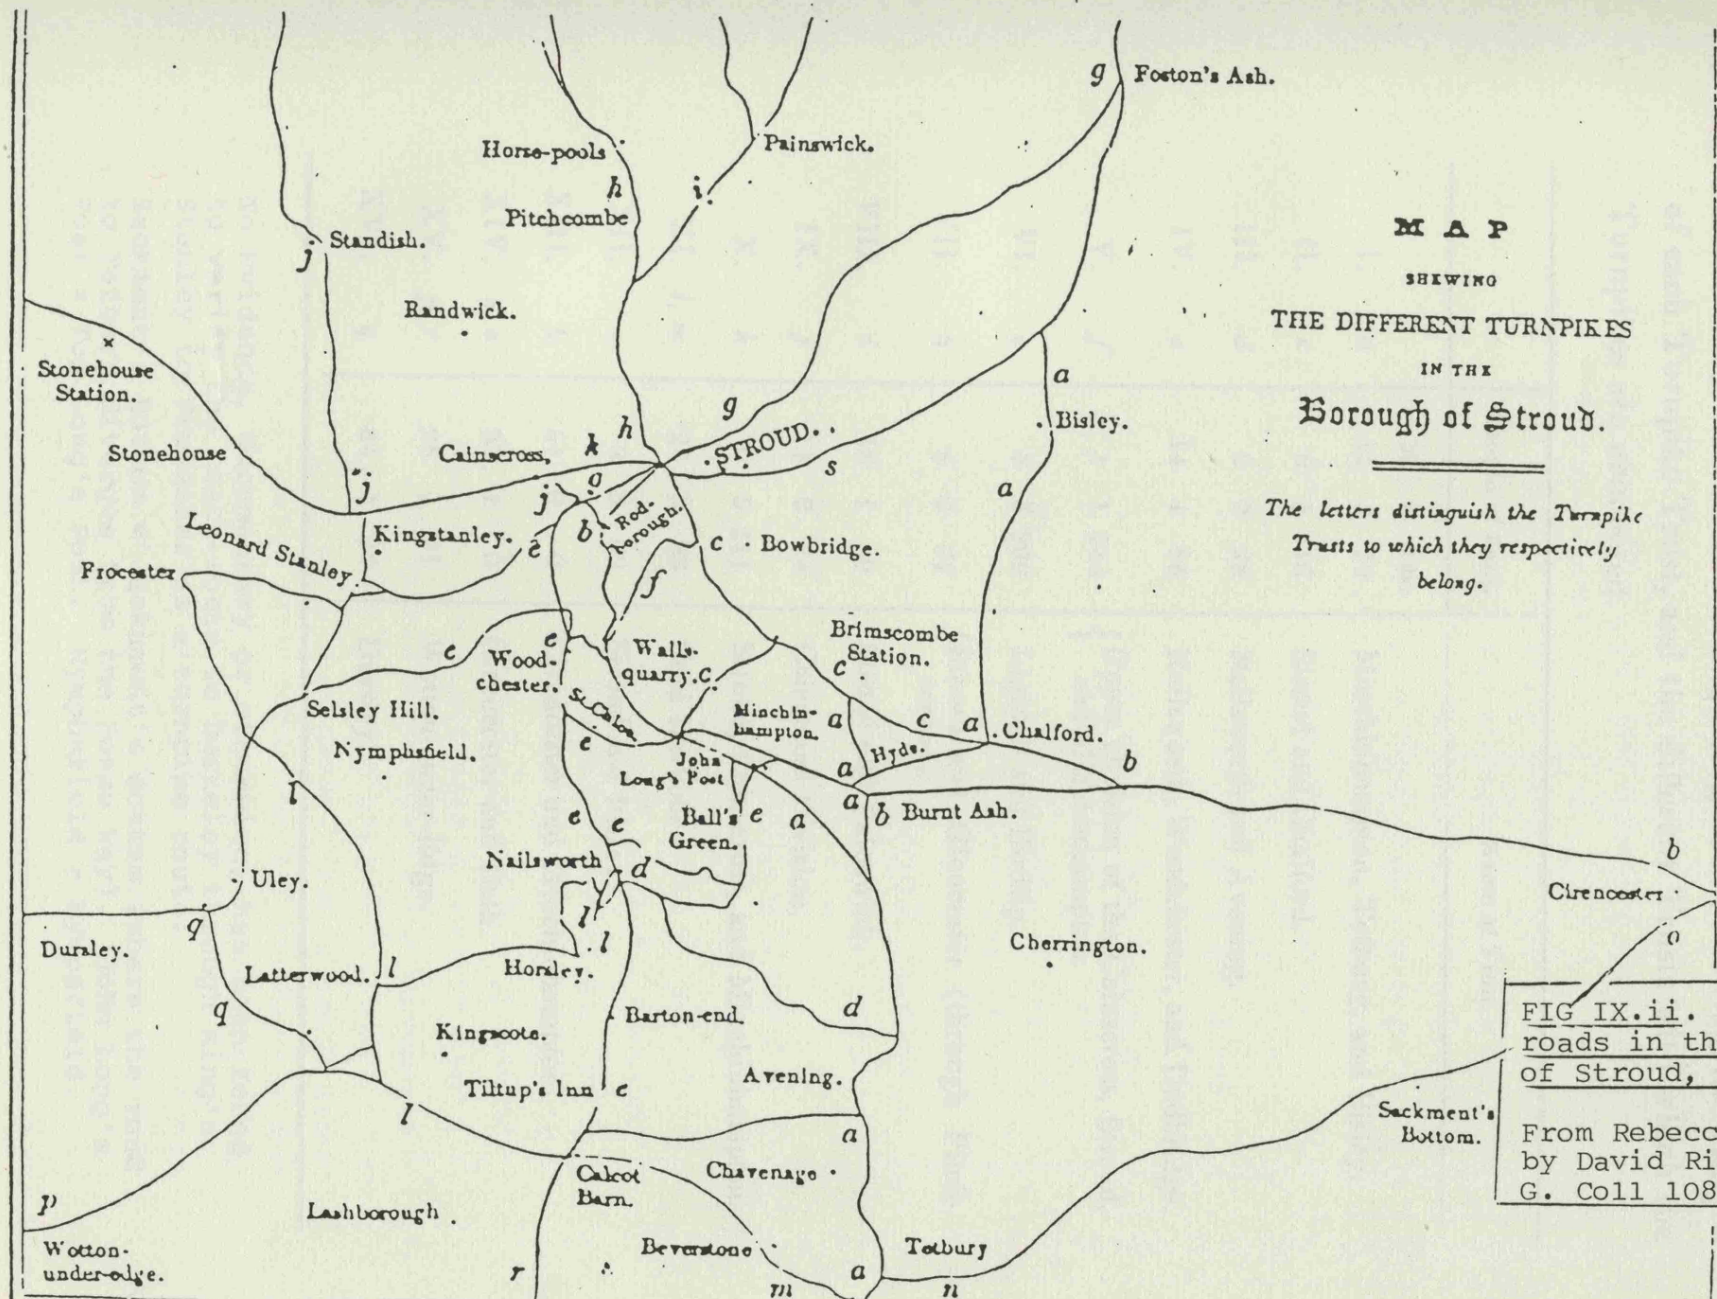 g
Foston's Ash.
Horse-pools
Painswick.
h
i
Pitchcombe
j
Standish.
Randwick.
MAP
SHEWING
THE DIFFERENT TURNPIKES
IN THE
Borough of Stroud.
The letters distinguish the Turnpike
Trusts to which they respectively
belong.
Stonehouse
Station.
a
Bisley.
g
h
k
STROUD.
s
Stonehouse
Cainscross,
j
j
o
a
Leonard Stanley
Kingstanley.
e
b
Rod-
borough.
c
Bowbridge.
Frocester
f
e
e
Wood-
chester.
Walls-
quarry.
c
Brimscombe
Station.
c
Selsley Hill.
Nymphsfield.
St Caloe
e
Minchin-
hampton.
a
c
a
Chalford.
Hyde.
b
John
Long's Post
a
a
b
Burnt Ash.
l
e
e
Ball's
Green.
e
a
Nailsworth
d
b
Uley.
q
l
Cirencester
o
Dursley.
Latterwood.
l
Horsley.
l
Cherrington.
q
Kingscote.
Barton-end.
d
FIG IX.ii.
roads in th
of Stroud,
Avening.
Tiltup's Inn
e
l
a
Sackment's
Bottom.
From Rebecc
by David Ri
G. Coll 108
Chavenage
Calcot
Barn.
p
Lashborough
Wotton-
under-edge.
Beverstone
Tetbury
r
m
a
n